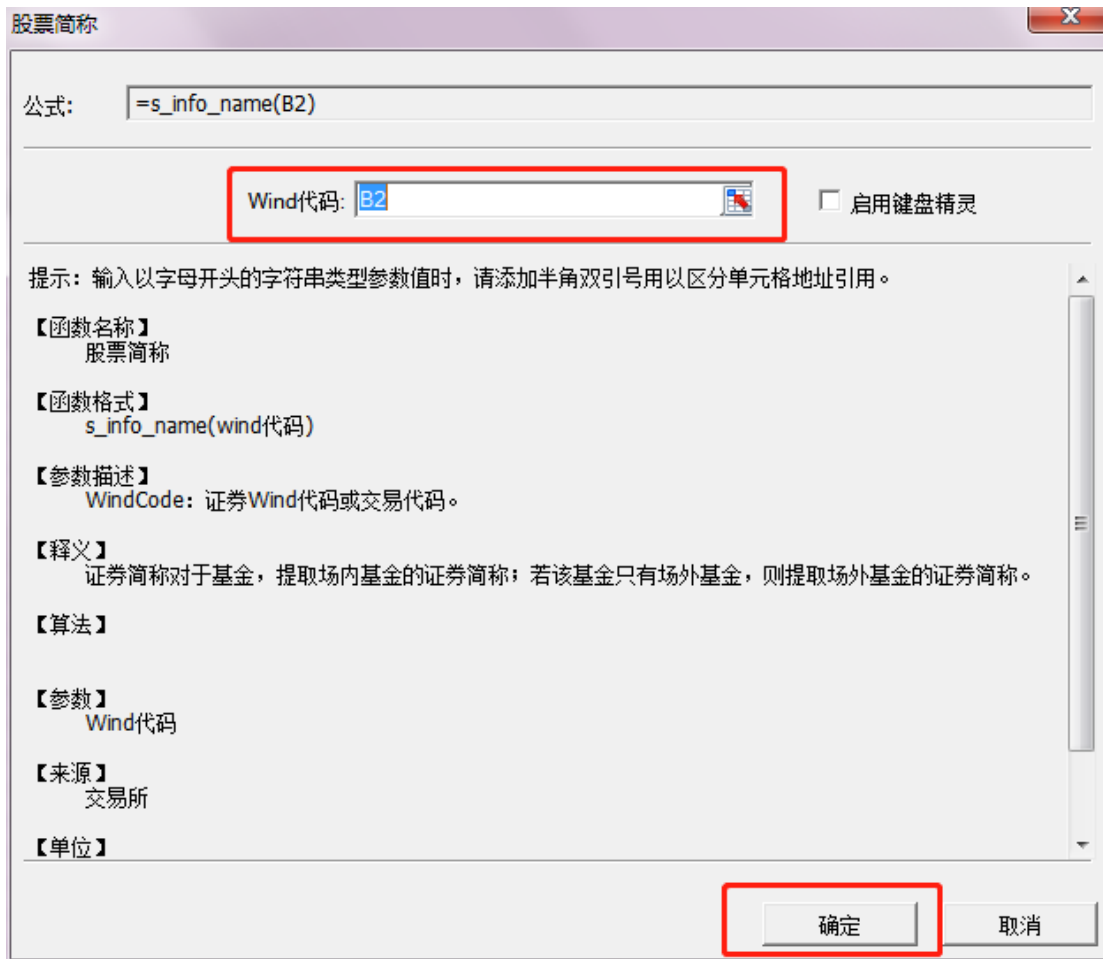 股票简称
公式: =s_info_name(B2)
Wind代码: B2 启用键盘精灵
提示：输入以字母开头的字符串类型参数值时，请添加半角双引号用以区分单元格地址引用。
【函数名称】
股票简称
【函数格式】
s_info_name(wind代码)
【参数描述】
WindCode：证券Wind代码或交易代码。
【释义】
证券简称对于基金，提取场内基金的证券简称；若该基金只有场外基金，则提取场外基金的证券简称。
【算法】
【参数】
Wind代码
【来源】
交易所
【单位】
确定 取消